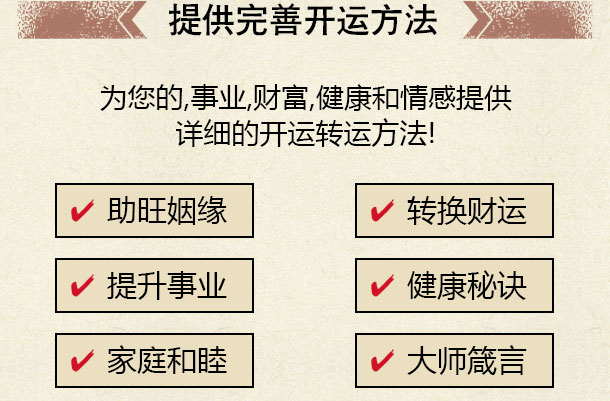 提供完善开运方法
为您的,事业,财富,健康和情感提供
详细的开运转运方法!
助旺姻缘
转换财运
提升事业
健康秘诀
家庭和睦
大师箴言